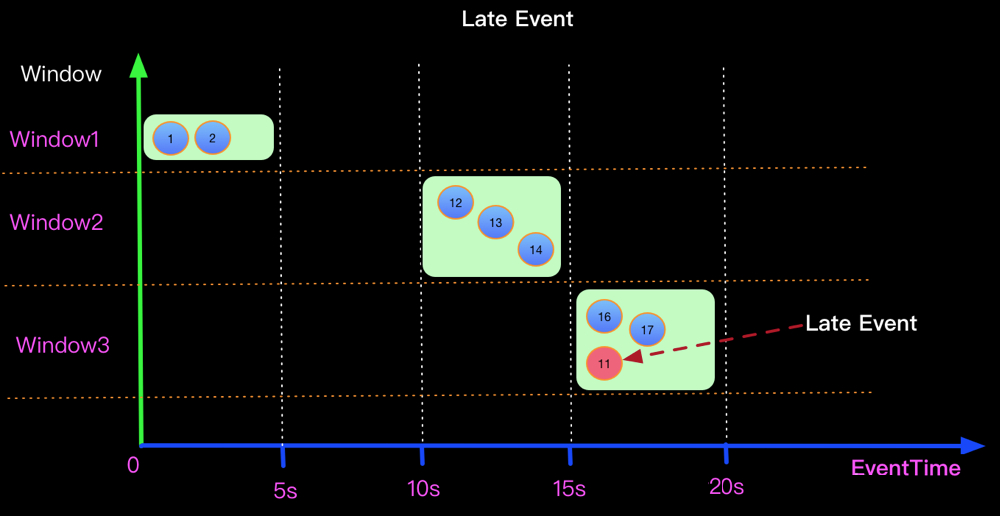 Late Event
Window
Window1
1 2
Window2
12
13
14
Window3
16
17
11
Late Event
0
5s
10s
15s
20s
EventTime